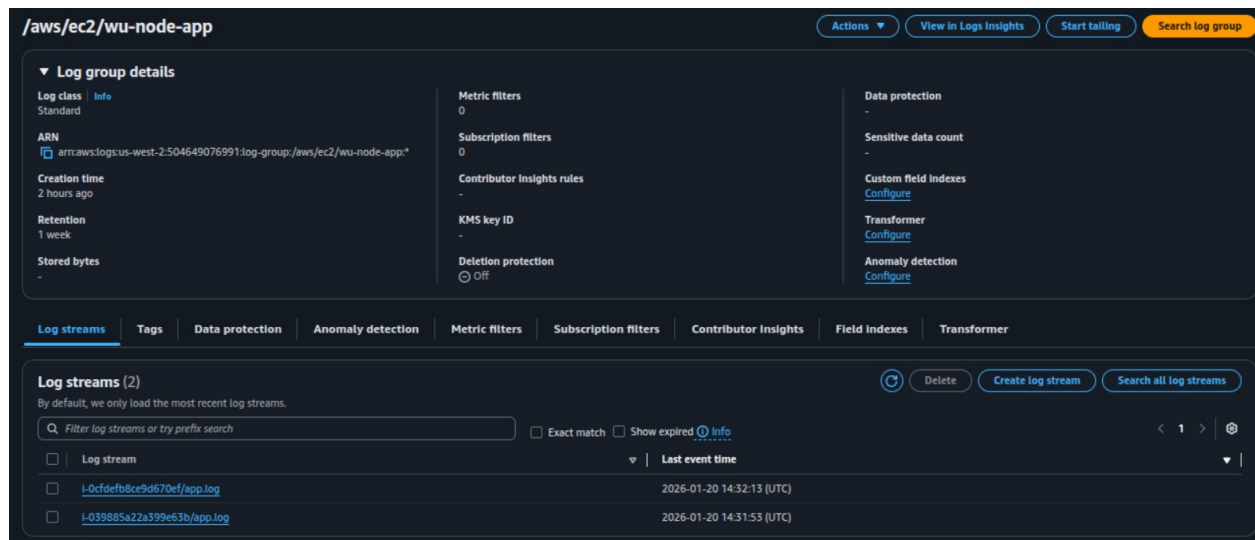 /aws/ec2/wu-node-app
Actions ▼ View in Logs Insights Start tailing Search log group
▼ Log group details
Log class Info
Standard
ARN
arn:aws:logs:us-west-2:504649076991:log-group:/aws/ec2/wu-node-app:*
Creation time
2 hours ago
Retention
1 week
Stored bytes
-
Metric filters
0
Subscription filters
0
Contributor Insights rules
-
KMS key ID
-
Deletion protection
Off
Data protection
-
Sensitive data count
-
Custom field indexes
Configure
Transformer
Configure
Anomaly detection
Configure
Log streams Tags Data protection Anomaly detection Metric filters Subscription filters Contributor Insights Field indexes Transformer
Log streams (2) Delete Create log stream Search all log streams
By default, we only load the most recent log streams.
Filter log streams or try prefix search Exact match Show expired Info < 1 >
Log stream Last event time
i-0cfdefb8ce9d670ef/app.log 2026-01-20 14:32:13 (UTC)
i-039885a22a399e63b/app.log 2026-01-20 14:31:53 (UTC)